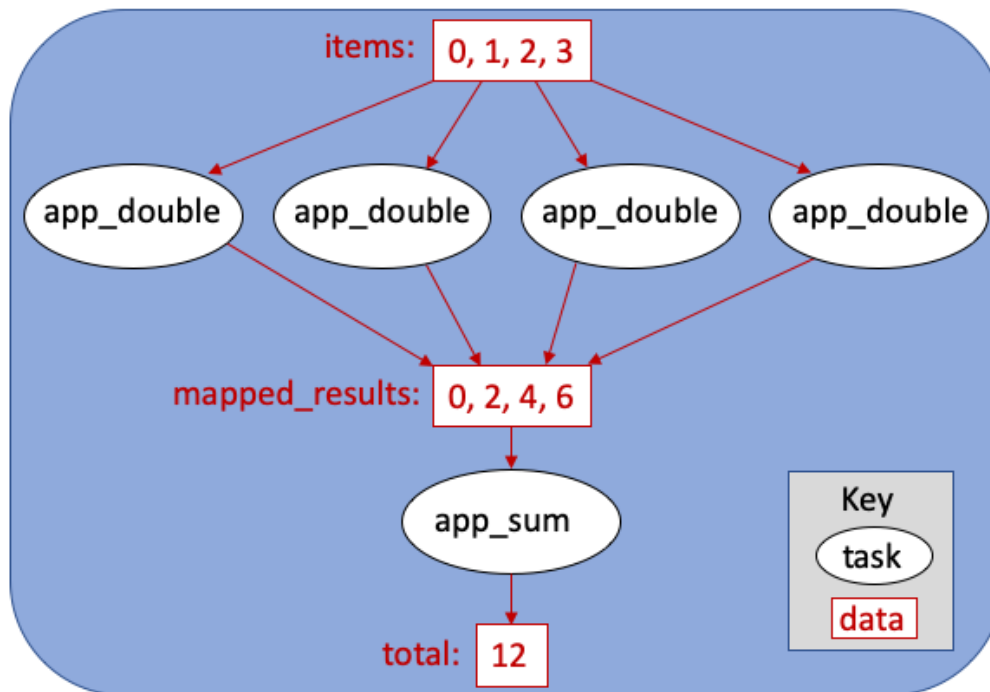 items: 0, 1, 2, 3
app_double app_double app_double app_double
mapped_results: 0, 2, 4, 6
app_sum
total: 12
Key
task
data